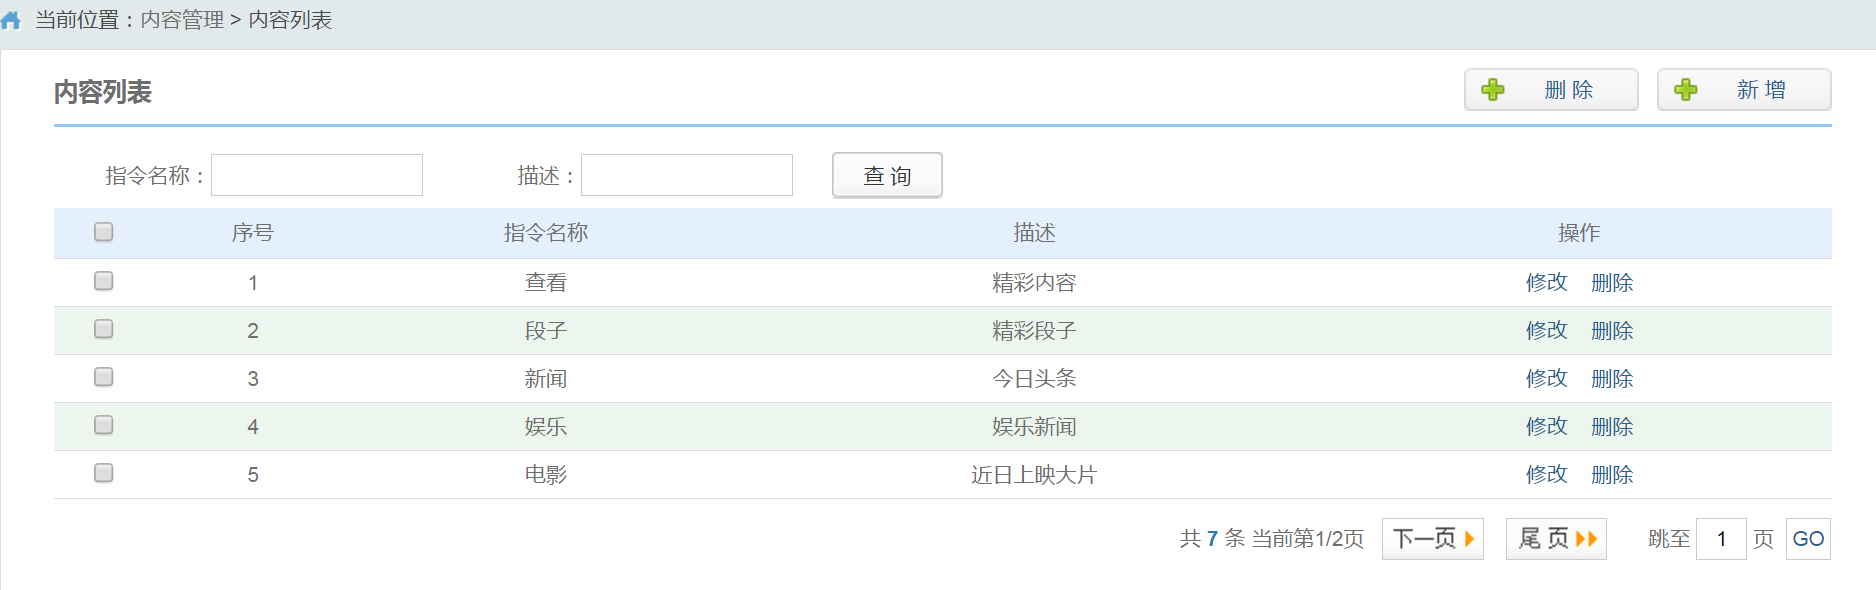 当前位置：内容管理 > 内容列表
内容列表 删 除 新 增
指令名称： 描述： 查 询
序号 指令名称 描述 操作
1 查看 精彩内容 修改 删除
2 段子 精彩段子 修改 删除
3 新闻 今日头条 修改 删除
4 娱乐 娱乐新闻 修改 删除
5 电影 近日上映大片 修改 删除
共 7 条 当前第1/2页 下一页 尾 页 跳至 1 页 GO